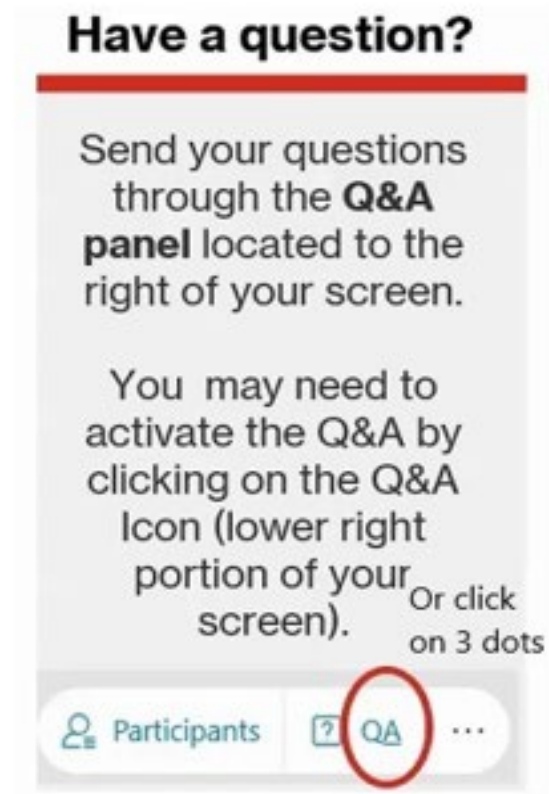 Have a question?
Send your questions
through the Q&A
panel located to the
right of your screen.
You may need to
activate the Q&A by
clicking on the Q&A
Icon (lower right
portion of your
screen).
Or click
on 3 dots
Participants
? QA ...